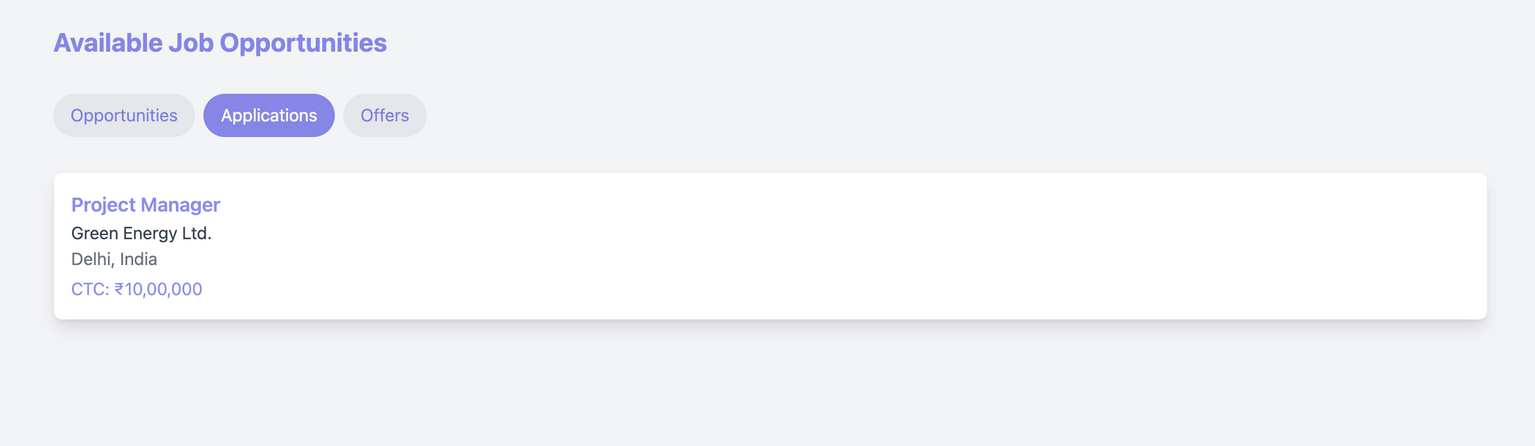 Available Job Opportunities
Opportunities Applications Offers
Project Manager
Green Energy Ltd.
Delhi, India
CTC: ₹10,00,000